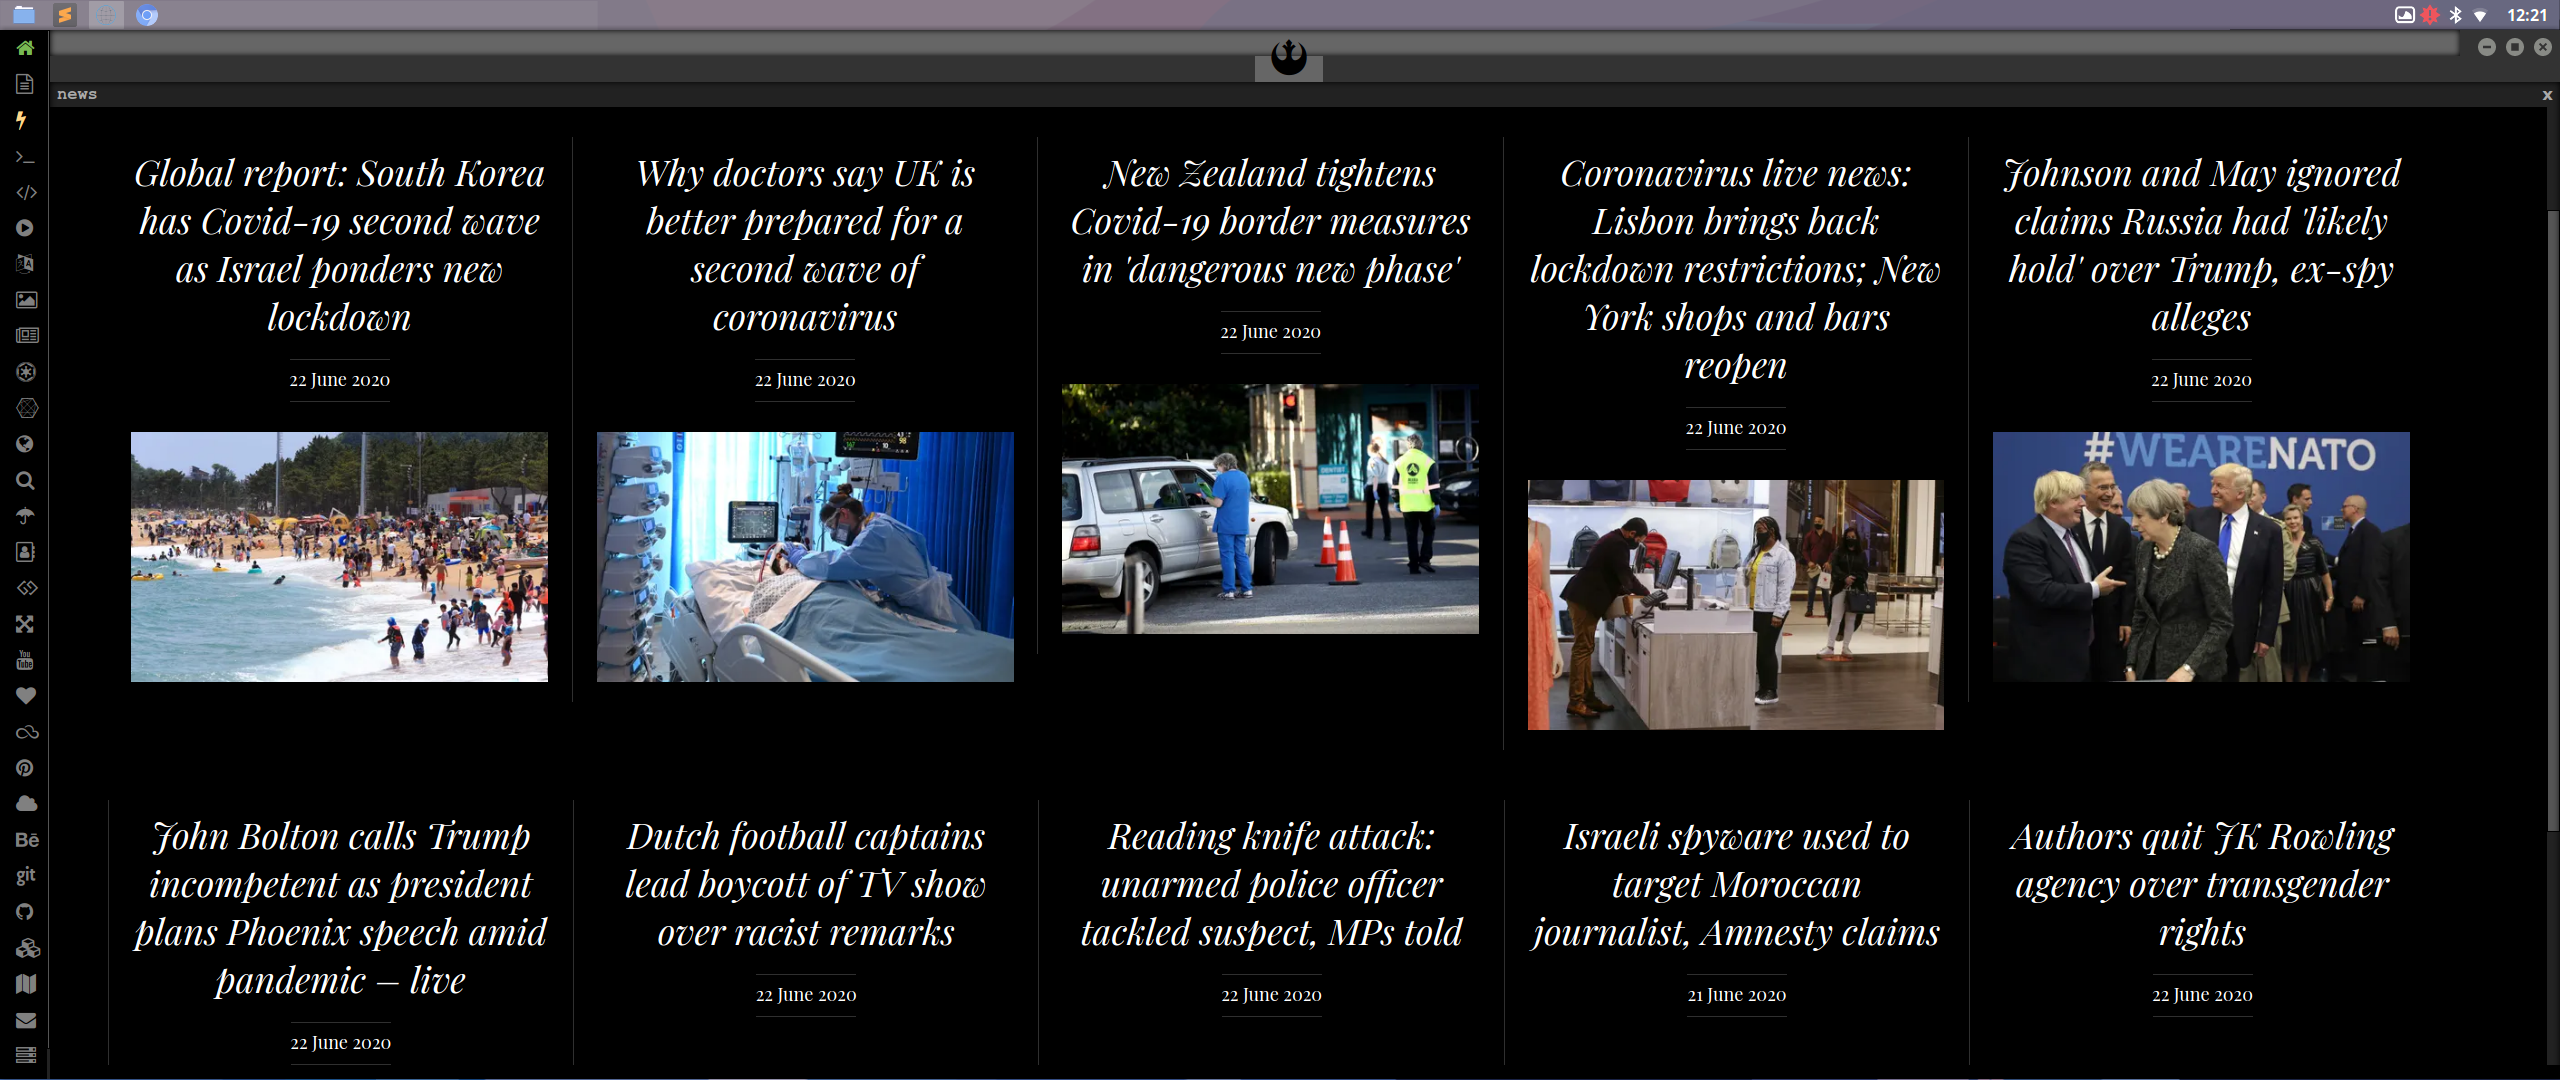 12:21
news
x
Global report: South Korea
has Covid-19 second wave
as Israel ponders new
lockdown
22 June 2020
Why doctors say UK is
better prepared for a
second wave of
coronavirus
22 June 2020
New Zealand tightens
Covid-19 border measures
in 'dangerous new phase'
22 June 2020
DENTIST
Coronavirus live news:
Lisbon brings back
lockdown restrictions; New
York shops and bars
reopen
22 June 2020
Johnson and May ignored
claims Russia had 'likely
hold' over Trump, ex-spy
alleges
22 June 2020
#WEARENATO
John Bolton calls Trump
incompetent as president
plans Phoenix speech amid
pandemic – live
22 June 2020
Dutch football captains
lead boycott of TV show
over racist remarks
22 June 2020
Reading knife attack:
unarmed police officer
tackled suspect, MPs told
22 June 2020
Israeli spyware used to
target Moroccan
journalist, Amnesty claims
21 June 2020
Authors quit JK Rowling
agency over transgender
rights
22 June 2020
You
Tube
Bē
git